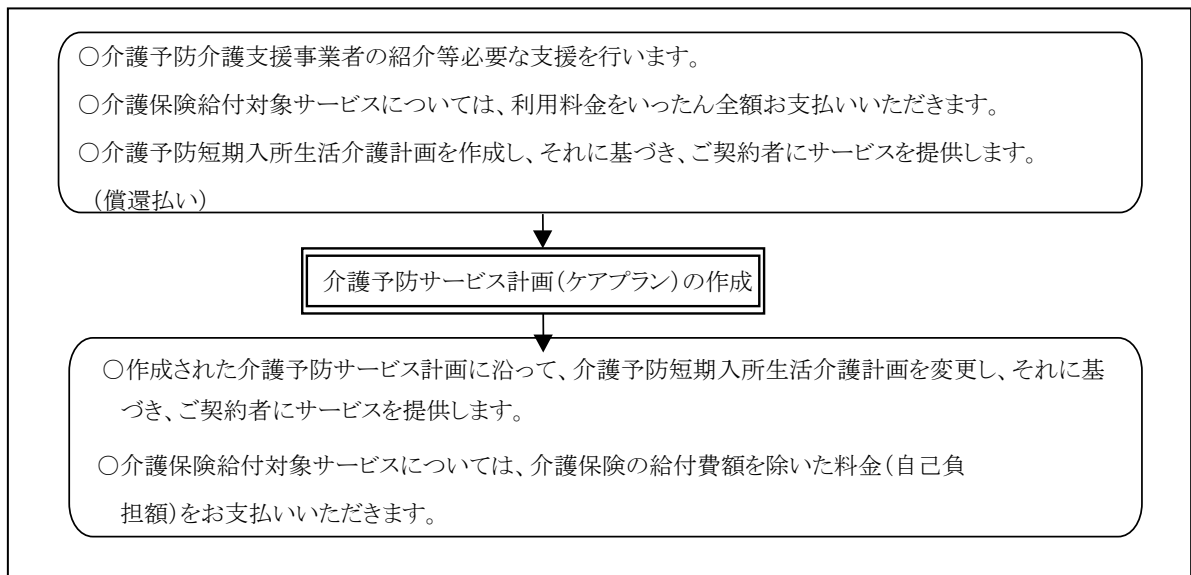 ○介護予防介護支援事業者の紹介等必要な支援を行います。
○介護保険給付対象サービスについては、利用料金をいったん全額お支払いいただきます。
○介護予防短期入所生活介護計画を作成し、それに基づき、ご契約者にサービスを提供します。
（償還払い）
介護予防サービス計画（ケアプラン）の作成
○作成された介護予防サービス計画に沿って、介護予防短期入所生活介護計画を変更し、それに基
づき、ご契約者にサービスを提供します。
○介護保険給付対象サービスについては、介護保険の給付費額を除いた料金（自己負
担額）をお支払いいただきます。